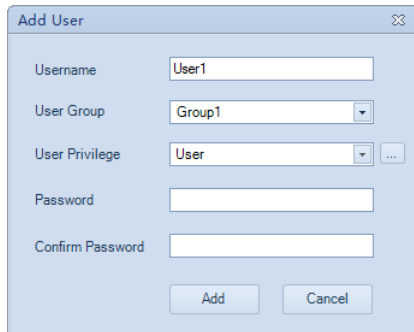 Add User
Username User1
User Group Group1
User Privilege User ...
Password
Confirm Password
Add Cancel